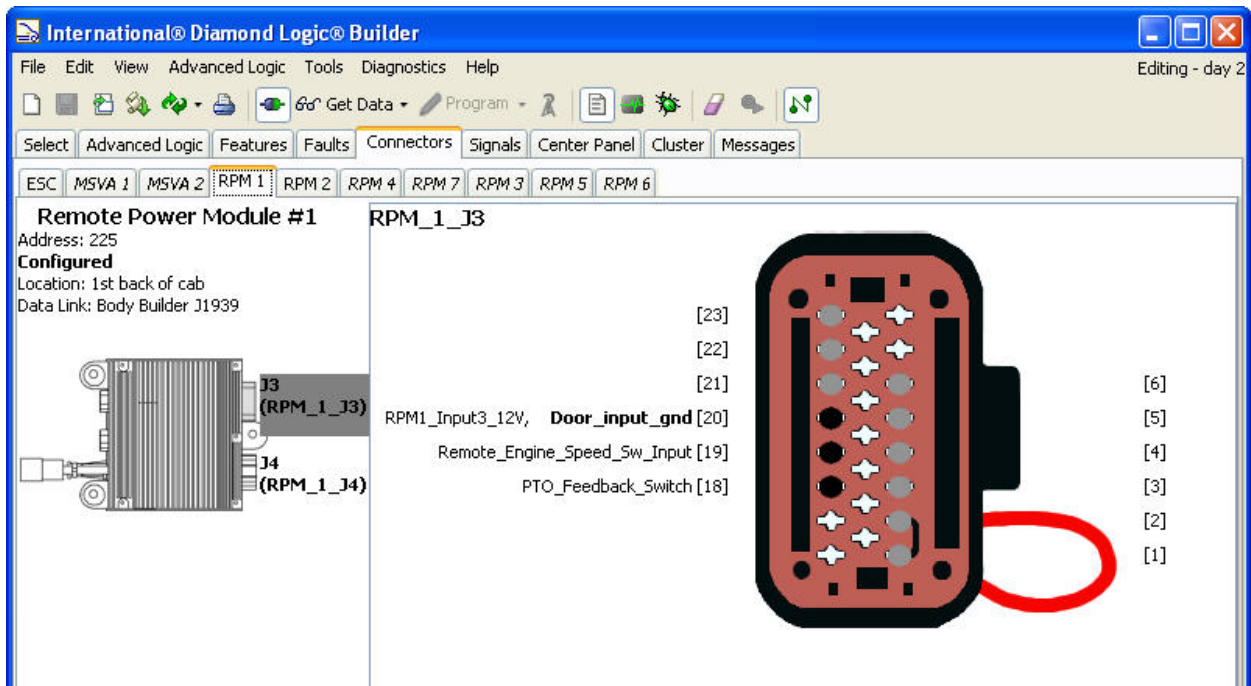 International® Diamond Logic® Builder
File Edit View Advanced Logic Tools Diagnostics Help Editing - day 2
Get Data Program
Select Advanced Logic Features Faults Connectors Signals Center Panel Cluster Messages
ESC MSVA 1 MSVA 2 RPM 1 RPM 2 RPM 4 RPM 7 RPM 3 RPM 5 RPM 6
Remote Power Module #1
Address: 225
Configured
Location: 1st back of cab
Data Link: Body Builder J1939
J3
(RPM_1_J3)
J4
(RPM_1_J4)
RPM_1_J3
[23]
[22]
[21] [6]
RPM1_Input3_12V, Door_input_gnd [20] [5]
Remote_Engine_Speed_Sw_Input [19] [4]
PTO_Feedback_Switch [18] [3]
[2]
[1]